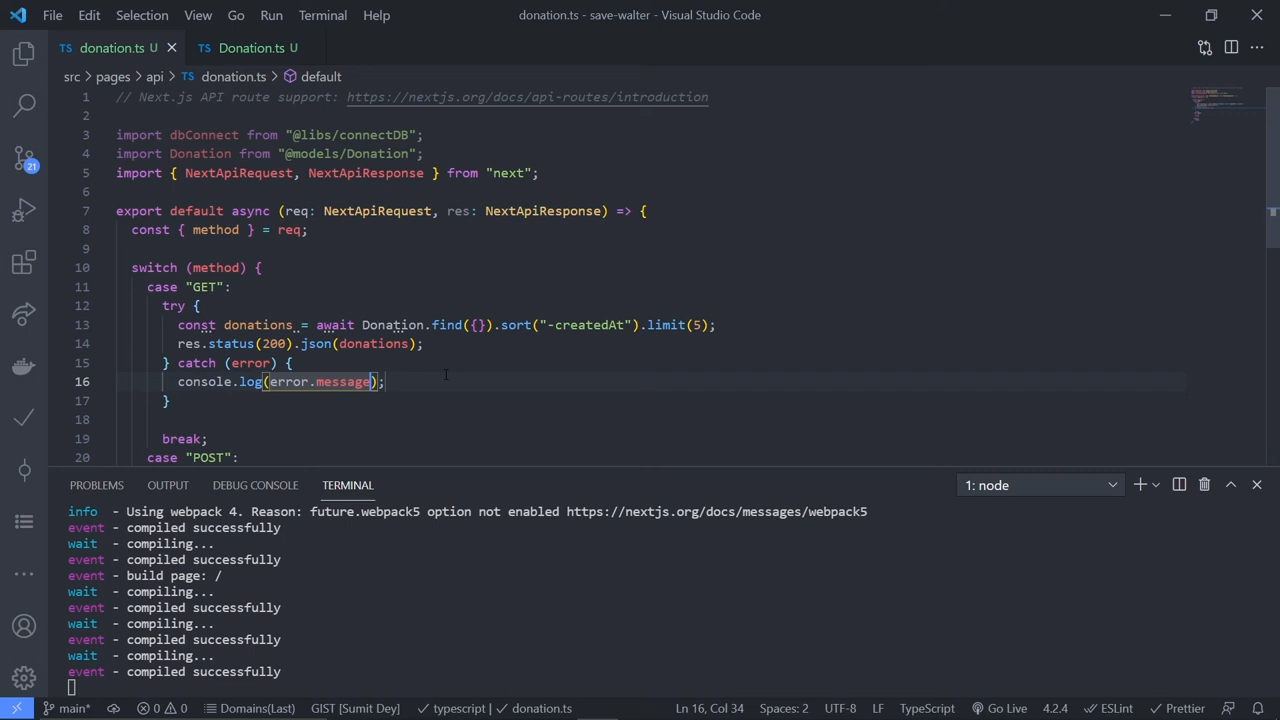 File Edit Selection View Go Run Terminal Help donation.ts - save-walter - Visual Studio Code
TS donation.ts U TS Donation.ts U
src > pages > api > TS donation.ts > default
1 // Next.js API route support: https://nextjs.org/docs/api-routes/introduction
2
3 import dbConnect from "@libs/connectDB";
4 import Donation from "@models/Donation";
5 import { NextApiRequest, NextApiResponse } from "next";
6
7 export default async (req: NextApiRequest, res: NextApiResponse) => {
8 const { method } = req;
9
10 switch (method) {
11 case "GET":
12 try {
13 const donations = await Donation.find({}).sort("-createdAt").limit(5);
14 res.status(200).json(donations);
15 } catch (error) {
16 console.log(error.message);
17 }
18
19 break;
20 case "POST":
21
PROBLEMS OUTPUT DEBUG CONSOLE TERMINAL 1: node
info - Using webpack 4. Reason: future.webpack5 option not enabled https://nextjs.org/docs/messages/webpack5
event - compiled successfully
wait - compiling...
event - compiled successfully
event - build page: /
wait - compiling...
event - compiled successfully
wait - compiling...
event - compiled successfully
wait - compiling...
event - compiled successfully
main* 0 0 Domains(Last) GIST [Sumit Dey] typescript | donation.ts Ln 16, Col 34 Spaces: 2 UTF-8 LF TypeScript Go Live 4.2.4 ESLint Prettier